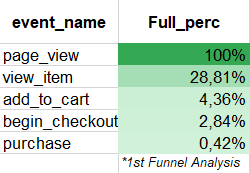 event_name Full_perc
page_view 100%
view_item 28,81%
add_to_cart 4,36%
begin_checkout 2,84%
purchase 0,42%
*1st Funnel Analysis